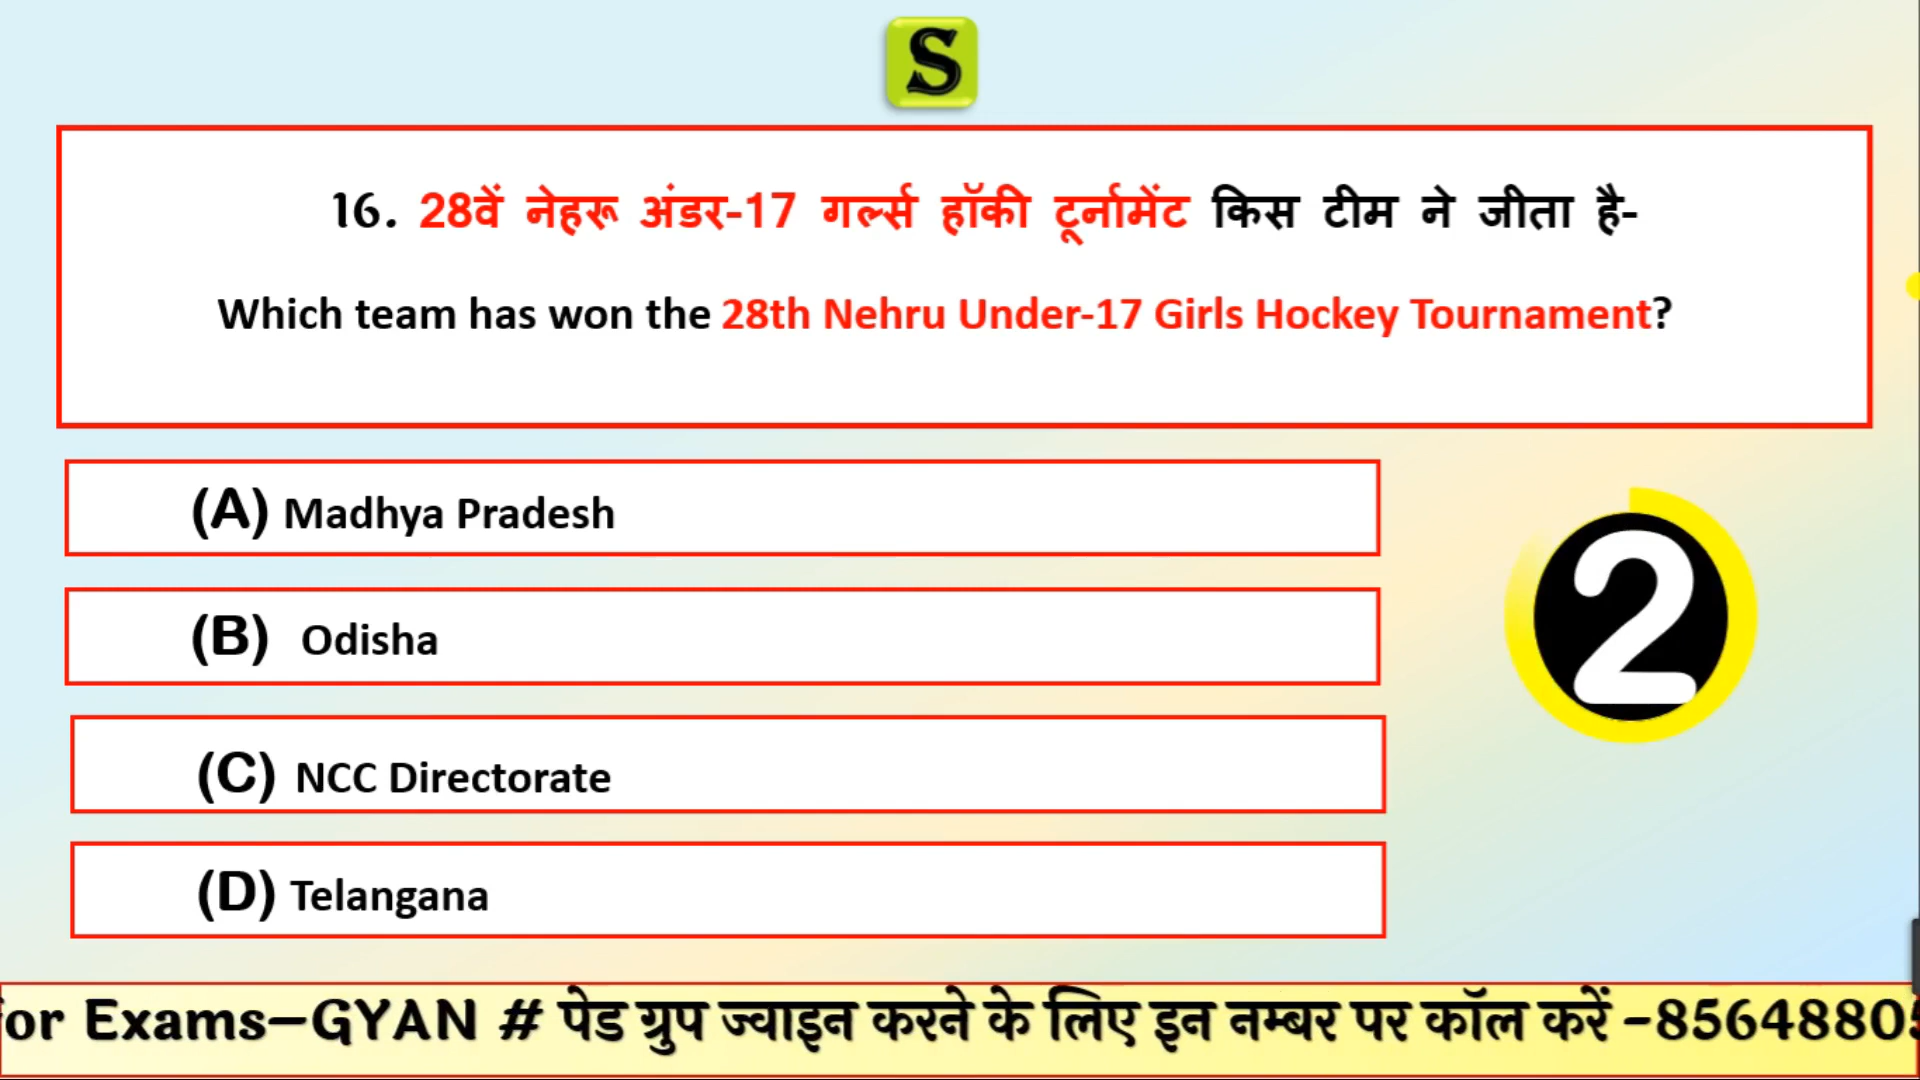 S
16. 28वें नेहरू अंडर-17 गर्ल्स हॉकी टूर्नामेंट किस टीम ने जीता है-
Which team has won the 28th Nehru Under-17 Girls Hockey Tournament?
(A) Madhya Pradesh
(B) Odisha
2
(C) NCC Directorate
(D) Telangana
or Exams–GYAN # पेड ग्रुप ज्वाइन करने के लिए इन नम्बर पर कॉल करें –8564880